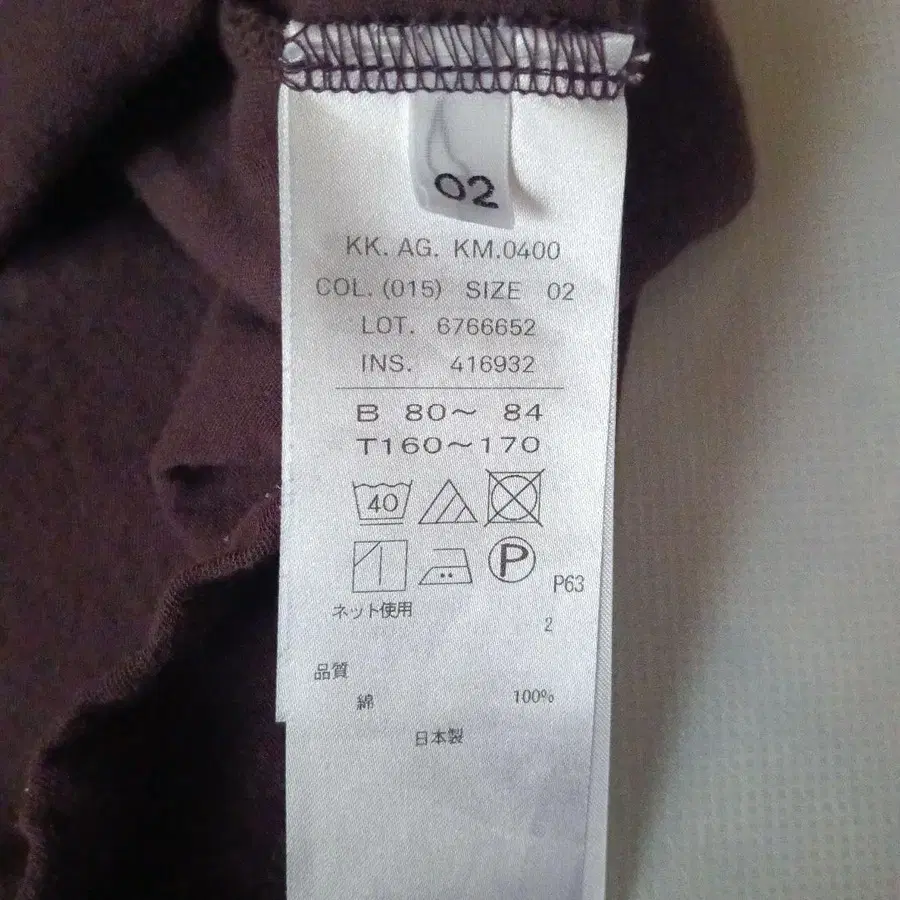 02
KK. AG. KM.0400
COL. (015) SIZE 02
LOT. 6766652
INS. 416932
B 80～ 84
T160～170
40
P
P63
ネット使用
2
品質
綿 100%
日本製